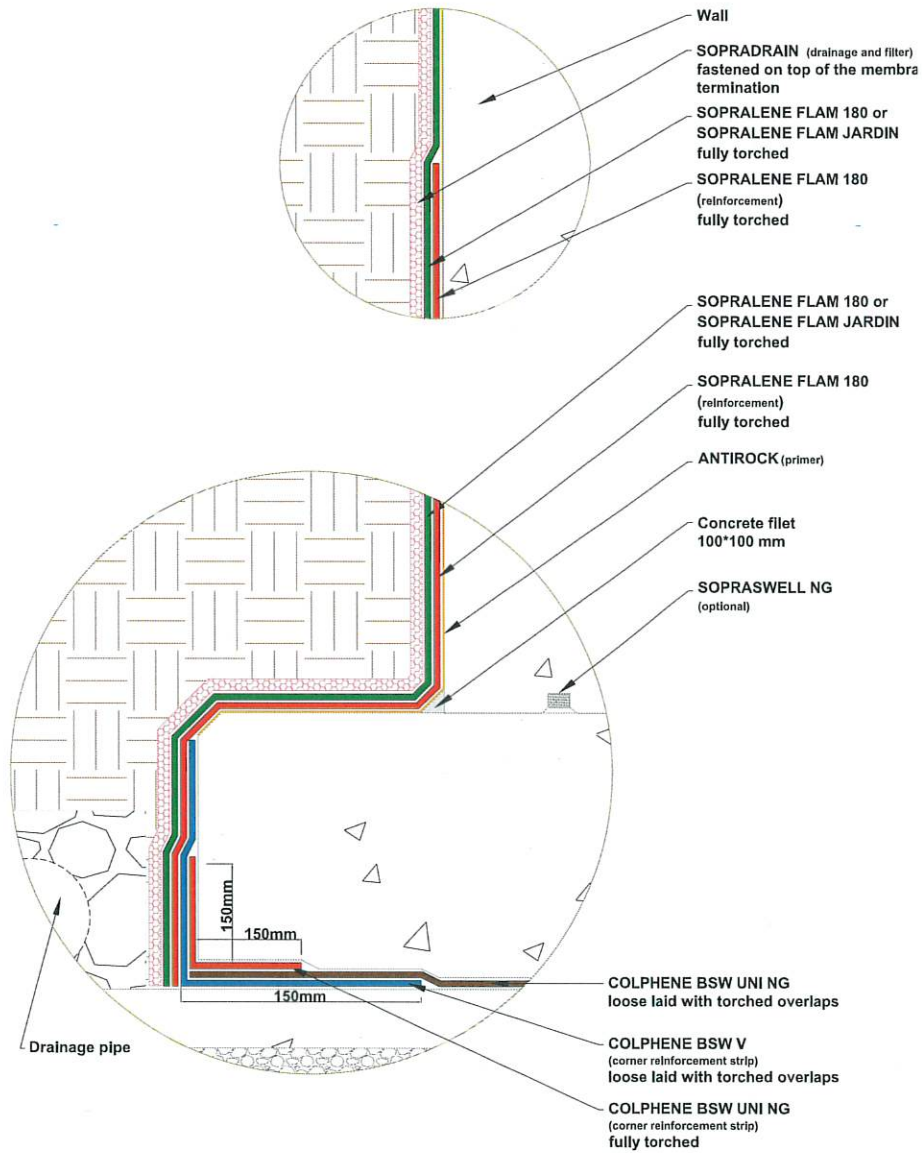 Wall
SOPRADRAIN (drainage and filter)
fastened on top of the membra
termination
SOPRALENE FLAM 180 or
SOPRALENE FLAM JARDIN
fully torched
SOPRALENE FLAM 180
(reinforcement)
fully torched
SOPRALENE FLAM 180 or
SOPRALENE FLAM JARDIN
fully torched
SOPRALENE FLAM 180
(reinforcement)
fully torched
ANTIROCK (primer)
Concrete filet
100*100 mm
SOPRASWELL NG
(optional)
150mm
150mm
150mm
COLPHENE BSW UNI NG
loose laid with torched overlaps
Drainage pipe
COLPHENE BSW V
(corner reinforcement strip)
loose laid with torched overlaps
COLPHENE BSW UNI NG
(corner reinforcement strip)
fully torched